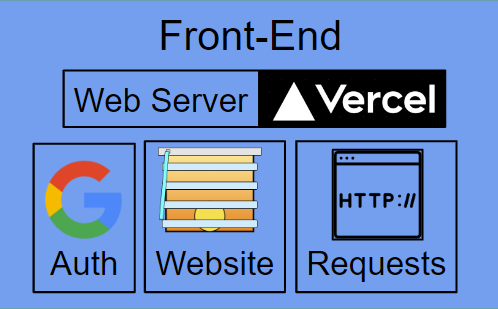 Front-End
Web Server Vercel
HTTP://
Auth Website Requests